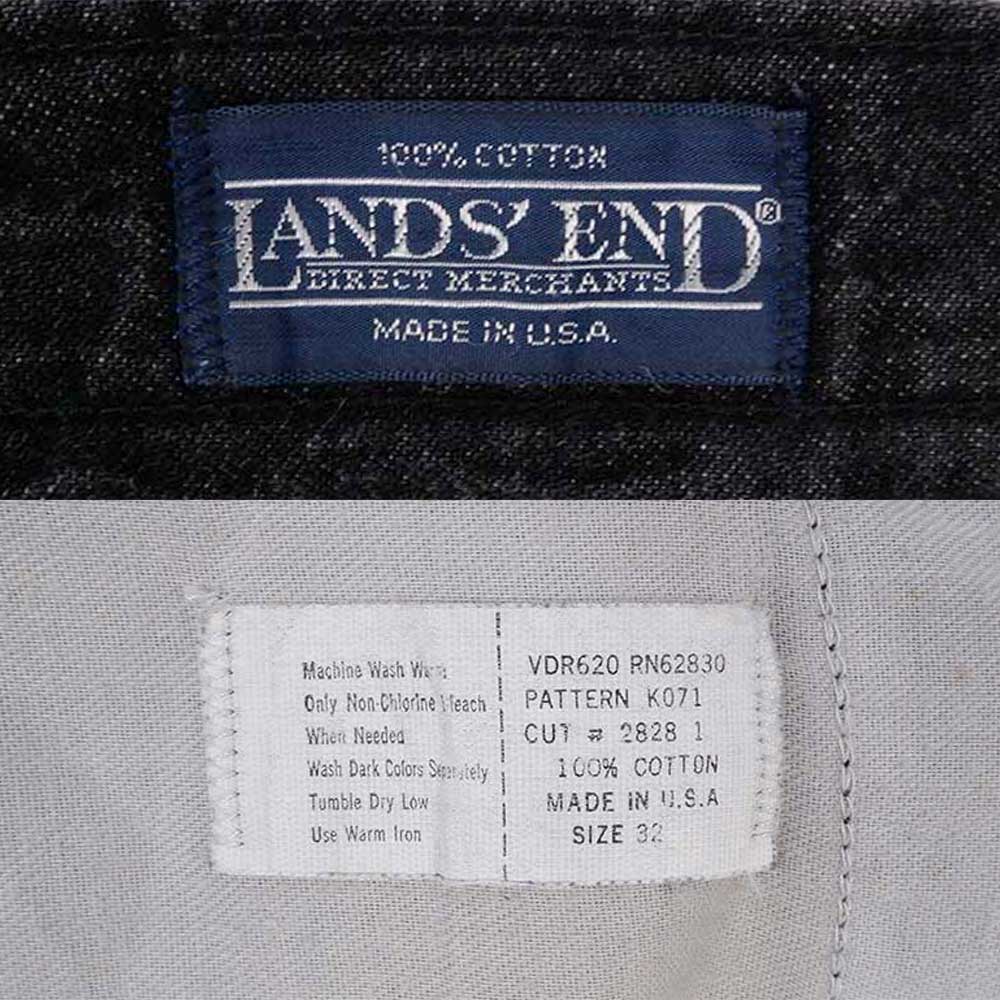 100% COTTON
LANDS' END®
DIRECT MERCHANTS
MADE IN U.S.A.
Machine Wash Warm
Only Non-Chlorine Bleach
When Needed
Wash Dark Colors Separately
Tumble Dry Low
Use Warm Iron
VDR620 RN62830
PATTERN K071
CUT # 2828 1
100% COTTON
MADE IN U.S.A
SIZE 32